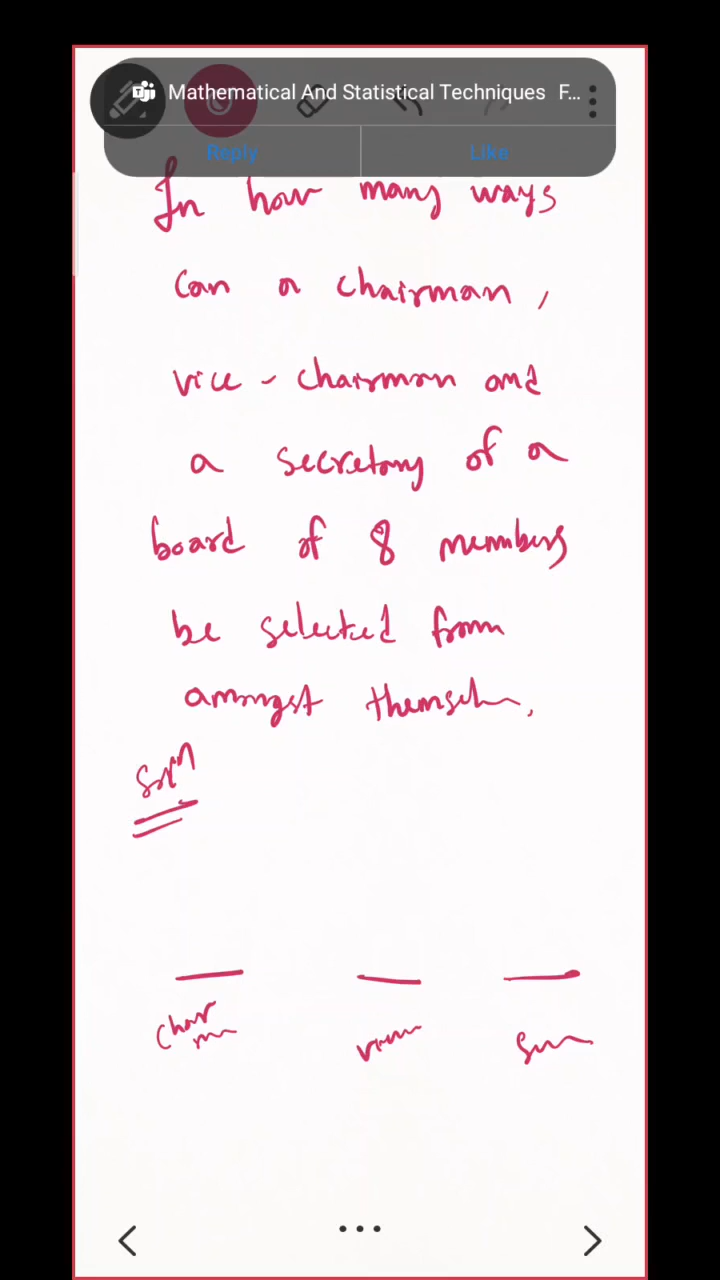 Mathematical And Statistical Techniques F...
Reply Like
In how many ways
can a chairman,
vice - chairman and
a secretary of a
board of 8 members
be selected from
amongst themselv.
Soln